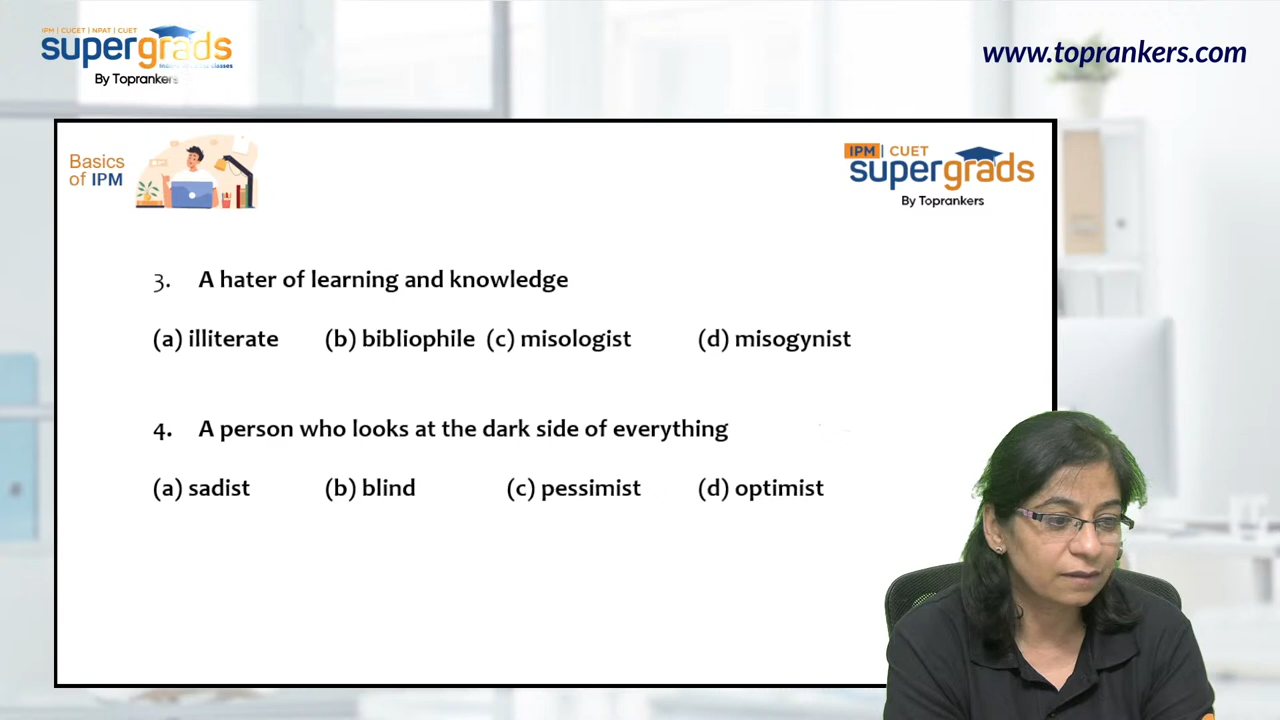 IPM | CUCET | NPAT | CUET
supergrads
By Toprankers
www.toprankers.com
Basics
of IPM
IPM | CUET
supergrads
By Toprankers
3. A hater of learning and knowledge
(a) illiterate (b) bibliophile (c) misologist (d) misogynist
4. A person who looks at the dark side of everything
(a) sadist (b) blind (c) pessimist (d) optimist